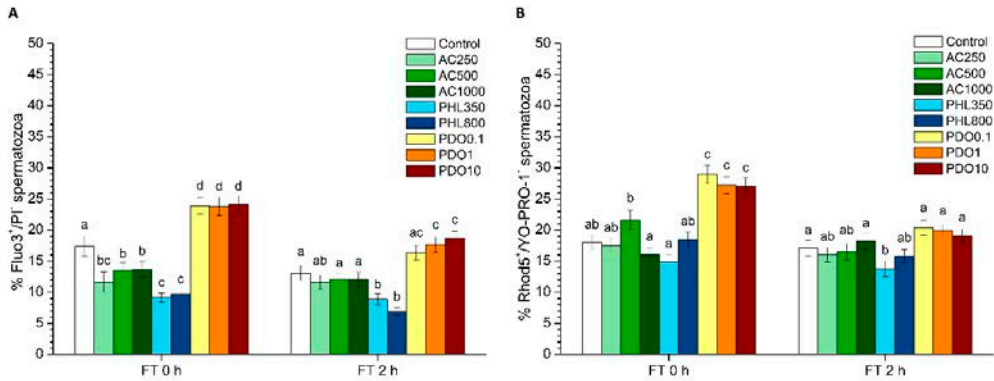 A
% Fluo3⁺/PI⁻ spermatozoa
50
45
40
35
30
25
20
15
10
5
0
Control
AC250
AC500
AC1000
PHL350
PHL800
PDO0.1
PDO1
PDO10
a bc b b c c d d d
a ab a a b b ac c c
FT 0 h FT 2 h
B
% Rhod5⁺/YO-PRO-1⁻ spermatozoa
50
45
40
35
30
25
20
15
10
5
0
Control
AC250
AC500
AC1000
PHL350
PHL800
PDO0.1
PDO1
PDO10
ab ab b a a ab c c c
a ab ab a b ab a a a
FT 0 h FT 2 h